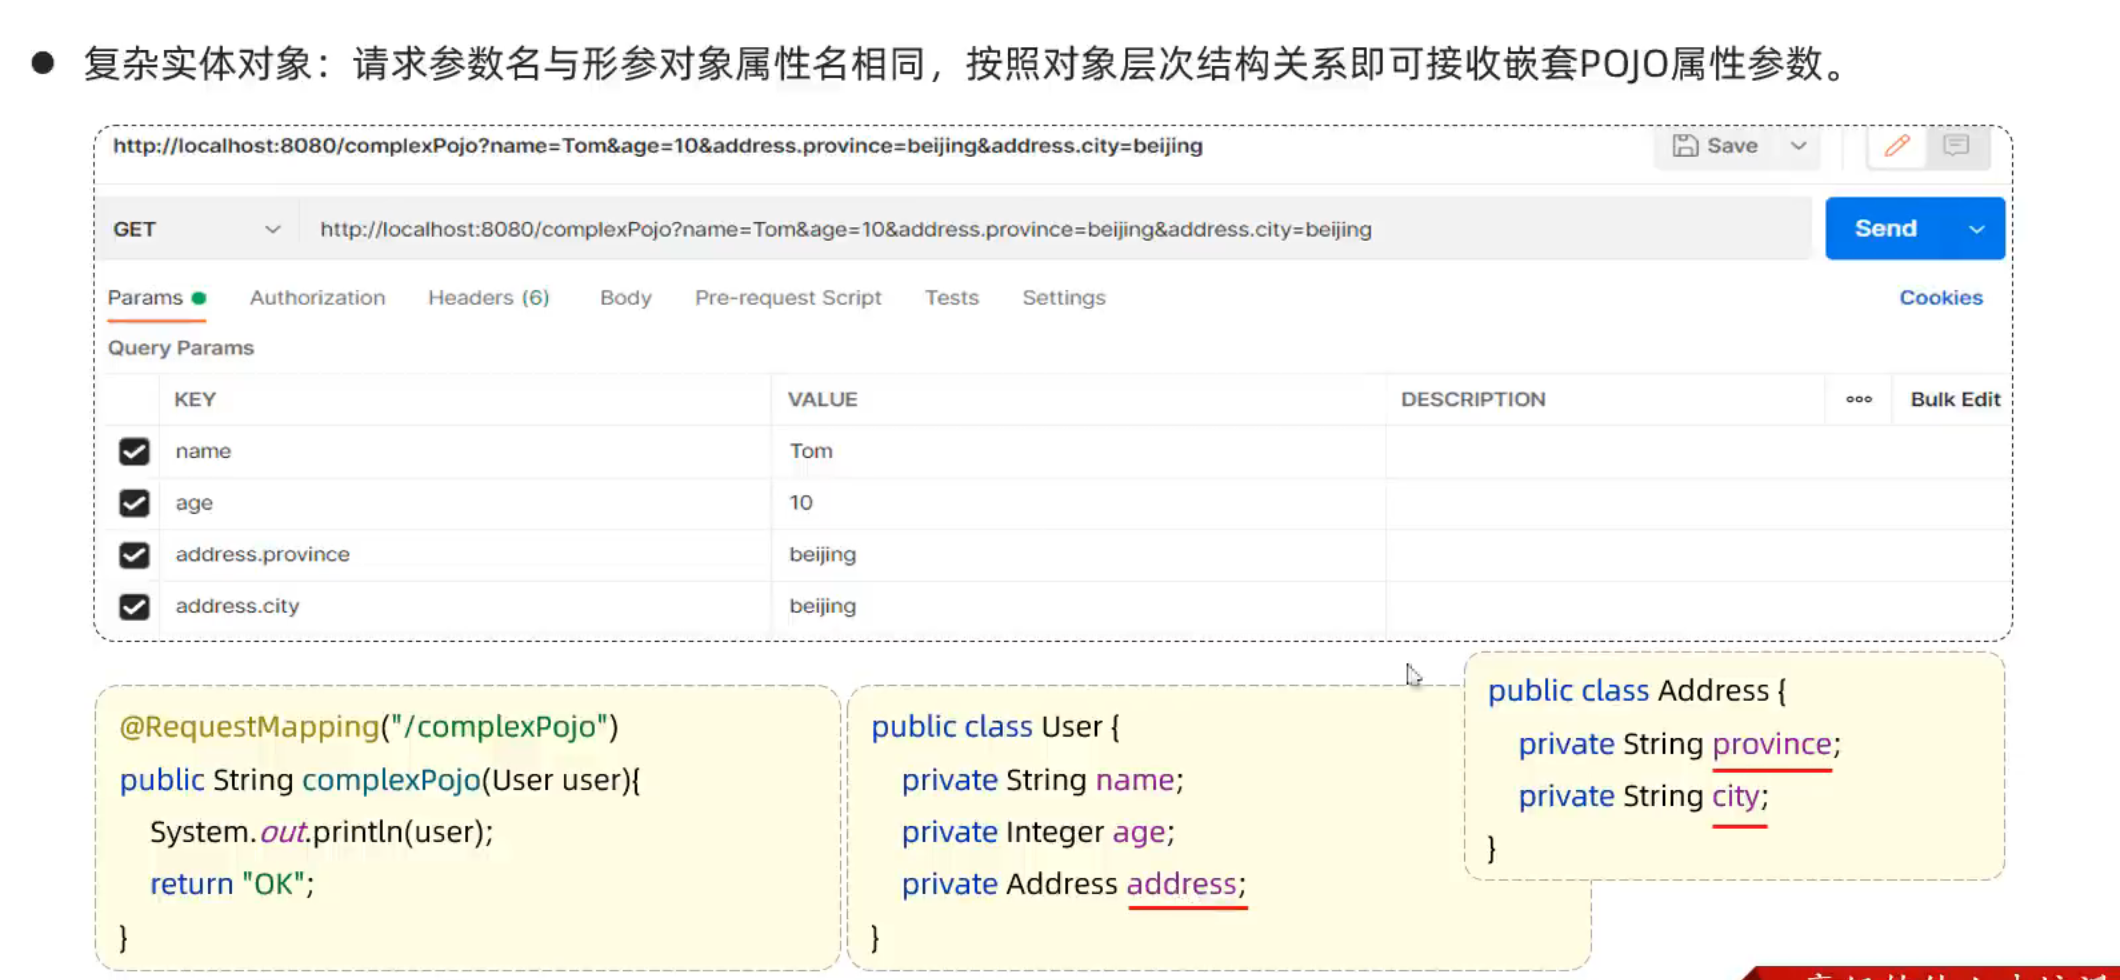 ● 复杂实体对象：请求参数名与形参对象属性名相同，按照对象层次结构关系即可接收嵌套POJO属性参数。
http://localhost:8080/complexPojo?name=Tom&age=10&address.province=beijing&address.city=beijing
Save
GET http://localhost:8080/complexPojo?name=Tom&age=10&address.province=beijing&address.city=beijing Send
Params Authorization Headers (6) Body Pre-request Script Tests Settings Cookies
Query Params
KEY VALUE DESCRIPTION ooo Bulk Edit
name Tom
age 10
address.province beijing
address.city beijing
@RequestMapping("/complexPojo")
public String complexPojo(User user){
System.out.println(user);
return "OK";
}
public class User {
private String name;
private Integer age;
private Address address;
}
public class Address {
private String province;
private String city;
}